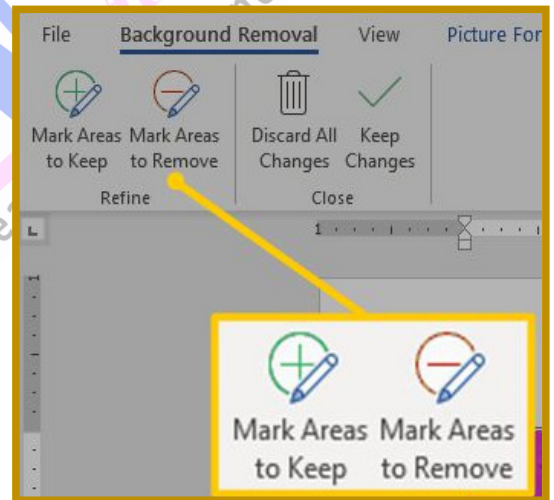 File Background Removal View Picture For
Mark Areas Mark Areas Discard All Keep
to Keep to Remove Changes Changes
Refine Close
1
1
Mark Areas Mark Areas
to Keep to Remove